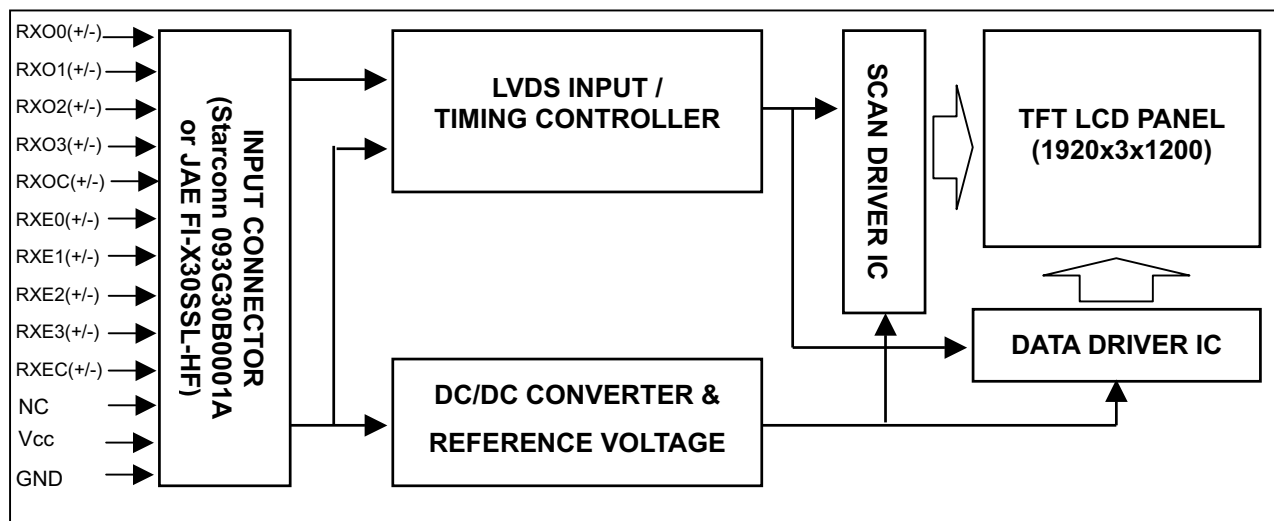 RXO0(+/-)
RXO1(+/-)
RXO2(+/-)
RXO3(+/-)
RXOC(+/-)
RXE0(+/-)
RXE1(+/-)
RXE2(+/-)
RXE3(+/-)
RXEC(+/-)
NC
Vcc
GND
INPUT CONNECTOR
(Starconn 093G30B0001A
or JAE FI-X30SSL-HF)
LVDS INPUT /
TIMING CONTROLLER
DC/DC CONVERTER &
REFERENCE VOLTAGE
SCAN DRIVER IC
TFT LCD PANEL
(1920x3x1200)
DATA DRIVER IC